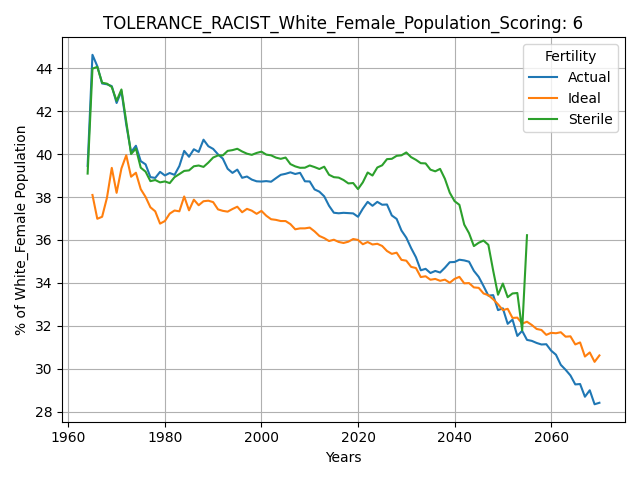 TOLERANCE_RACIST_White_Female_Population_Scoring: 6
% of White_Female Population
44
42
40
38
36
34
32
30
28
Fertility
Actual
Ideal
Sterile
1960
1980
2000
2020
2040
2060
Years